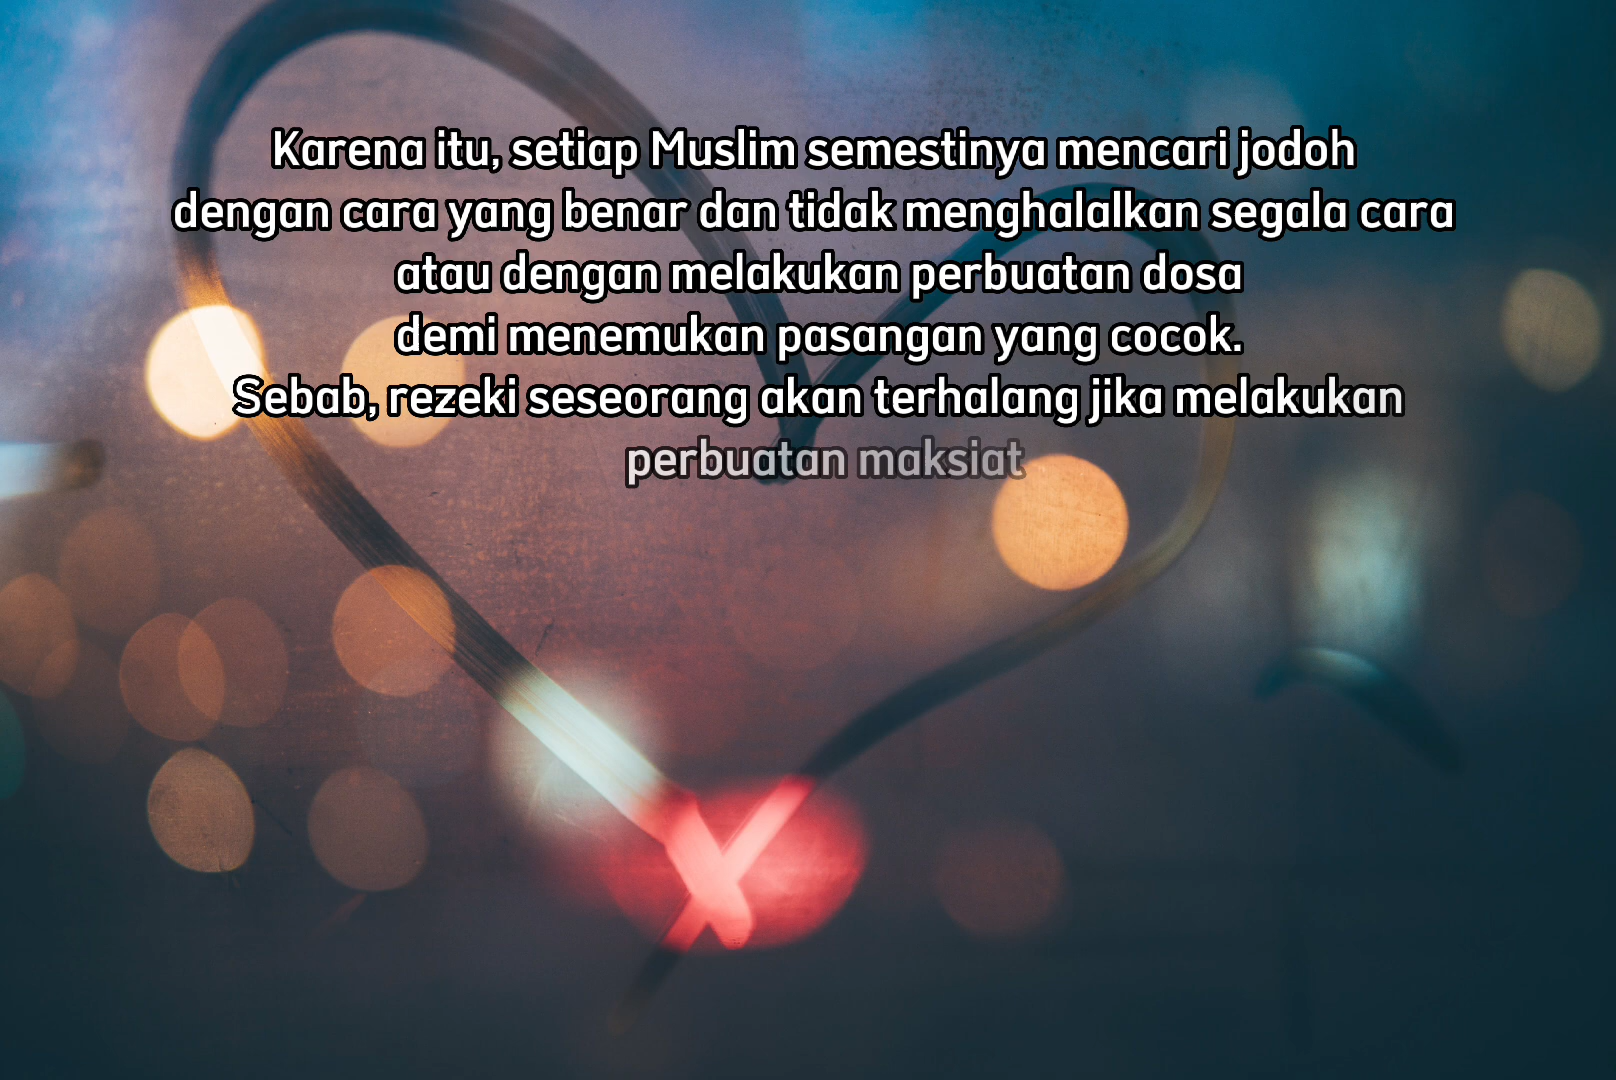 Karena itu, setiap Muslim semestinya mencari jodoh
dengan cara yang benar dan tidak menghalalkan segala cara
atau dengan melakukan perbuatan dosa
demi menemukan pasangan yang cocok.
Sebab, rezeki seseorang akan terhalang jika melakukan
perbuatan maksiat